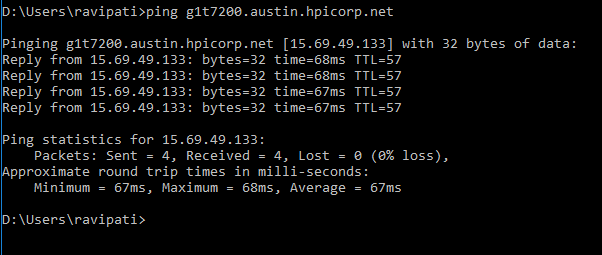 D:\Users\ravipati>ping g1t7200.austin.hpicorp.net
Pinging g1t7200.austin.hpicorp.net [15.69.49.133] with 32 bytes of data:
Reply from 15.69.49.133: bytes=32 time=68ms TTL=57
Reply from 15.69.49.133: bytes=32 time=68ms TTL=57
Reply from 15.69.49.133: bytes=32 time=67ms TTL=57
Reply from 15.69.49.133: bytes=32 time=67ms TTL=57
Ping statistics for 15.69.49.133:
    Packets: Sent = 4, Received = 4, Lost = 0 (0% loss),
Approximate round trip times in milli-seconds:
    Minimum = 67ms, Maximum = 68ms, Average = 67ms
D:\Users\ravipati>